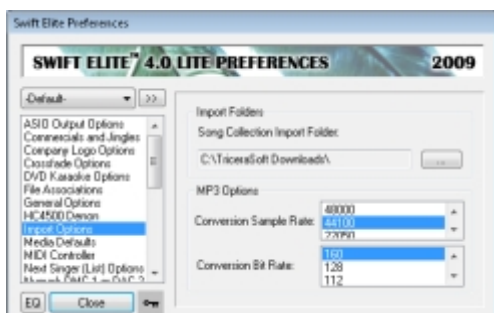 Swift Elite Preferences
SWIFT ELITE™ 4.0 LITE PREFERENCES 2009
-Default-
>>
ASIO Output Options
Commercials and Jingles
Company Logo Options
Crossfade Options
DVD Karaoke Options
File Associations
General Options
HC4500 Denon
Import Options
Media Defaults
MIDI Controller
Next Singer (List) Options
EQ
Close
Import Folders
Song Collection Import Folder:
C:\TriceraSoft Downloads\
...
MP3 Options
Conversion Sample Rate:
48000
44100
22050
Conversion Bit Rate:
160
128
112